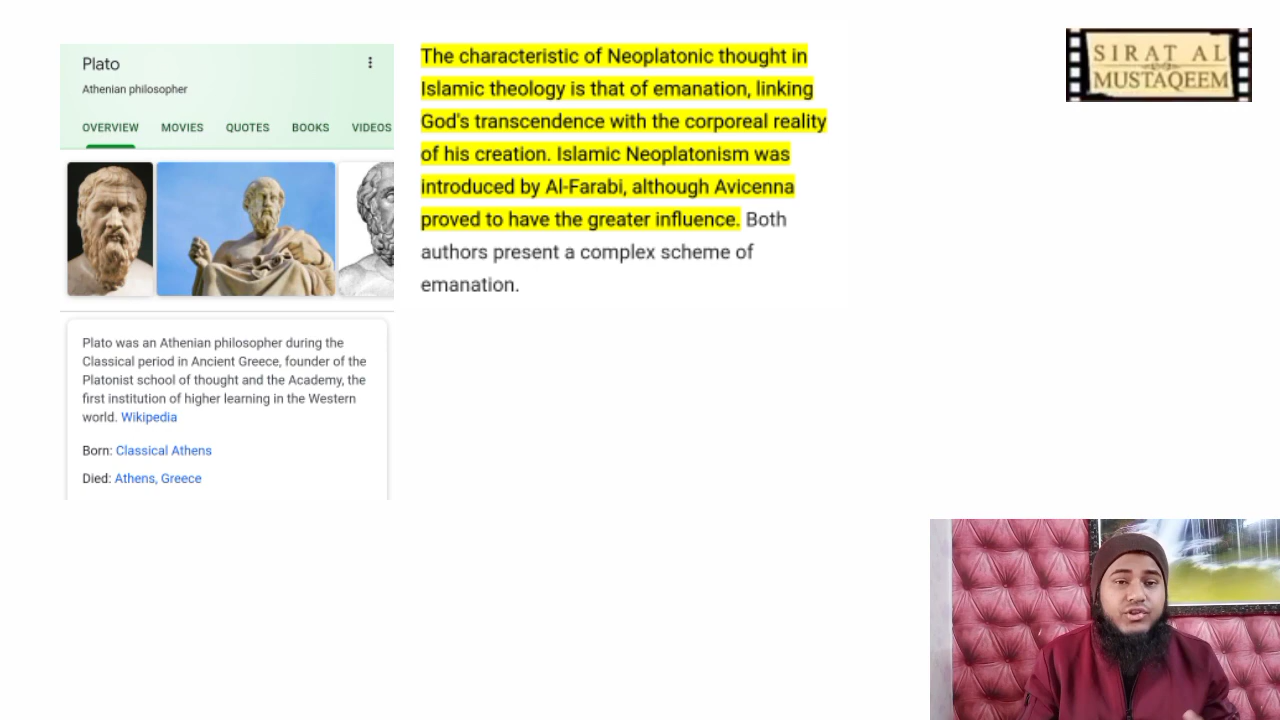 Plato
Athenian philosopher
OVERVIEW MOVIES QUOTES BOOKS VIDEOS
Plato was an Athenian philosopher during the
Classical period in Ancient Greece, founder of the
Platonist school of thought and the Academy, the
first institution of higher learning in the Western
world. Wikipedia
Born: Classical Athens
Died: Athens, Greece
The characteristic of Neoplatonic thought in
Islamic theology is that of emanation, linking
God's transcendence with the corporeal reality
of his creation. Islamic Neoplatonism was
introduced by Al-Farabi, although Avicenna
proved to have the greater influence. Both
authors present a complex scheme of
emanation.
SIRAT AL
MUSTAQEEM